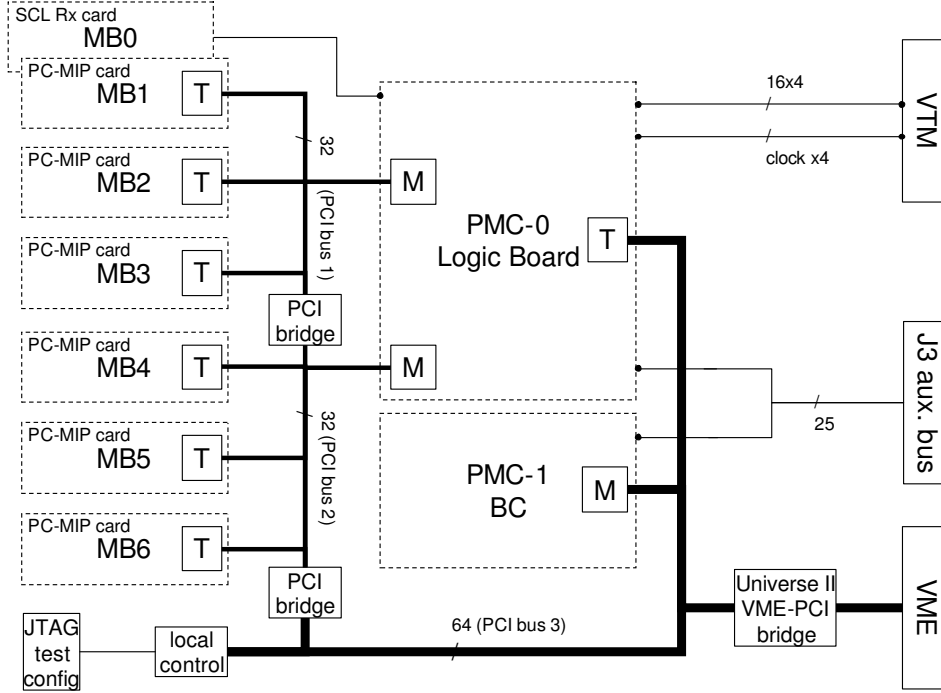 SCL Rx card
MB0
PC-MIP card
MB1
T
16x4
VTM
32
clock x4
PC-MIP card
MB2
T
M
(PCI bus 1)
PMC-0
Logic Board
T
PC-MIP card
MB3
T
PCI
bridge
J3 aux. bus
PC-MIP card
MB4
T
M
32 (PCI bus 2)
25
PC-MIP card
MB5
T
PMC-1
BC
M
PC-MIP card
MB6
T
PCI
bridge
Universe II
VME-PCI
bridge
VME
JTAG
test
config
local
control
64 (PCI bus 3)